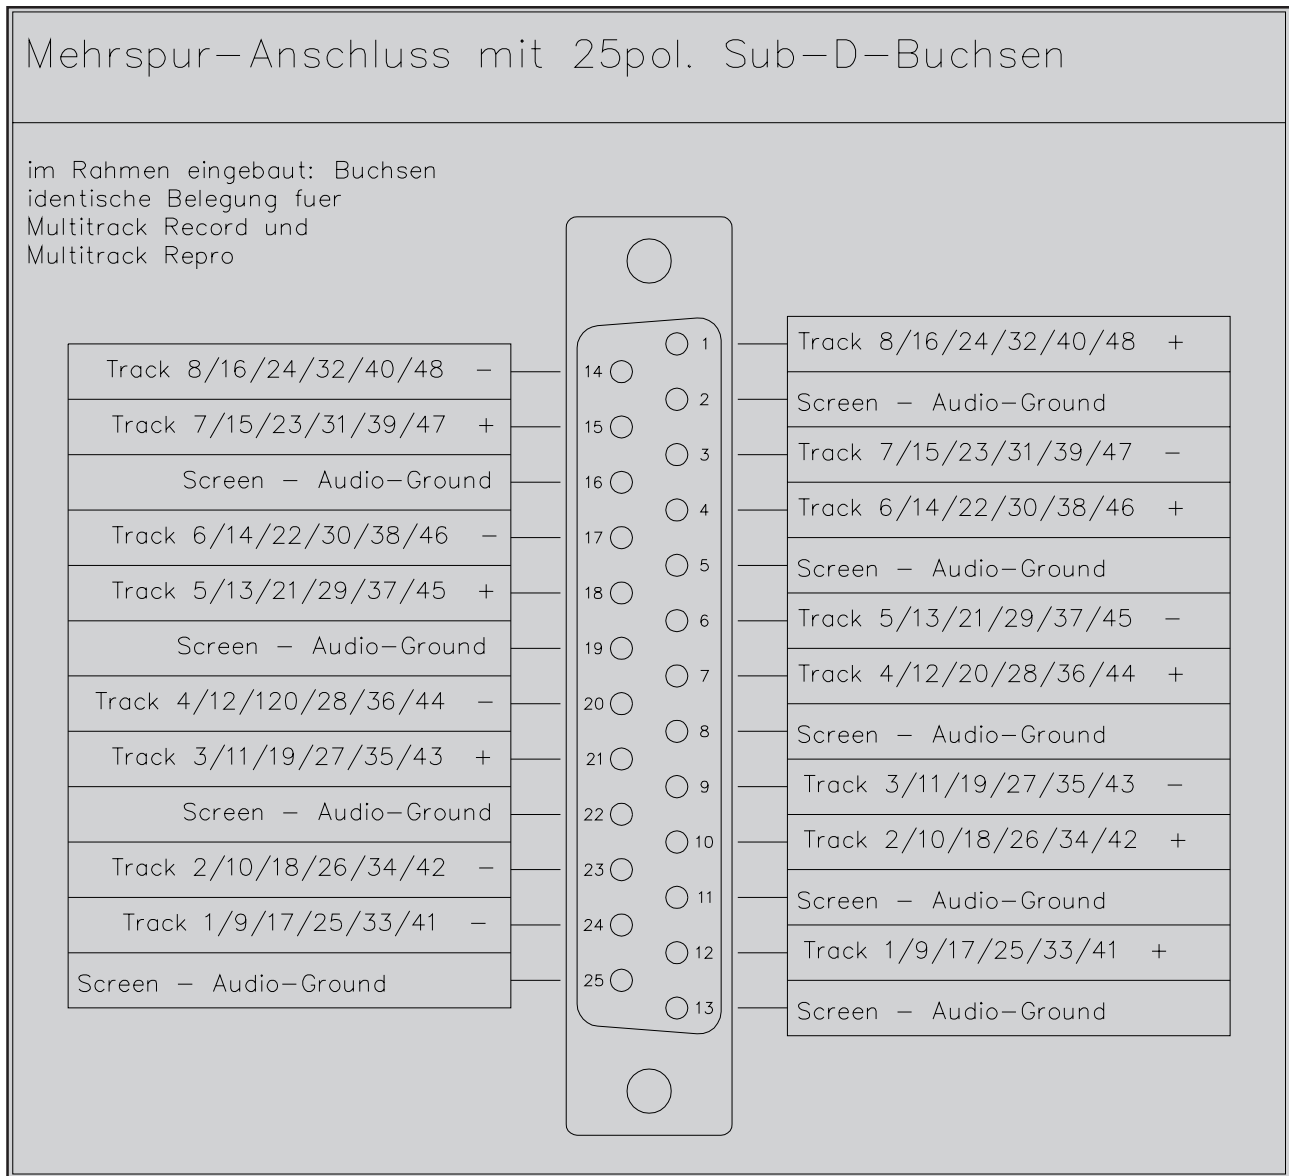 Mehrspur-Anschluss mit 25pol. Sub-D-Buchsen
im Rahmen eingebaut: Buchsen
identische Belegung fuer
Multitrack Record und
Multitrack Repro
1 Track 8/16/24/32/40/48 +
Track 8/16/24/32/40/48 - 14
2 Screen - Audio-Ground
Track 7/15/23/31/39/47 + 15
3 Track 7/15/23/31/39/47 -
Screen - Audio-Ground 16
4 Track 6/14/22/30/38/46 +
Track 6/14/22/30/38/46 - 17
5 Screen - Audio-Ground
Track 5/13/21/29/37/45 + 18
6 Track 5/13/21/29/37/45 -
Screen - Audio-Ground 19
7 Track 4/12/20/28/36/44 +
Track 4/12/120/28/36/44 - 20
8 Screen - Audio-Ground
Track 3/11/19/27/35/43 + 21
9 Track 3/11/19/27/35/43 -
Screen - Audio-Ground 22
10 Track 2/10/18/26/34/42 +
Track 2/10/18/26/34/42 - 23
11 Screen - Audio-Ground
Track 1/9/17/25/33/41 - 24
12 Track 1/9/17/25/33/41 +
Screen - Audio-Ground 25
13 Screen - Audio-Ground